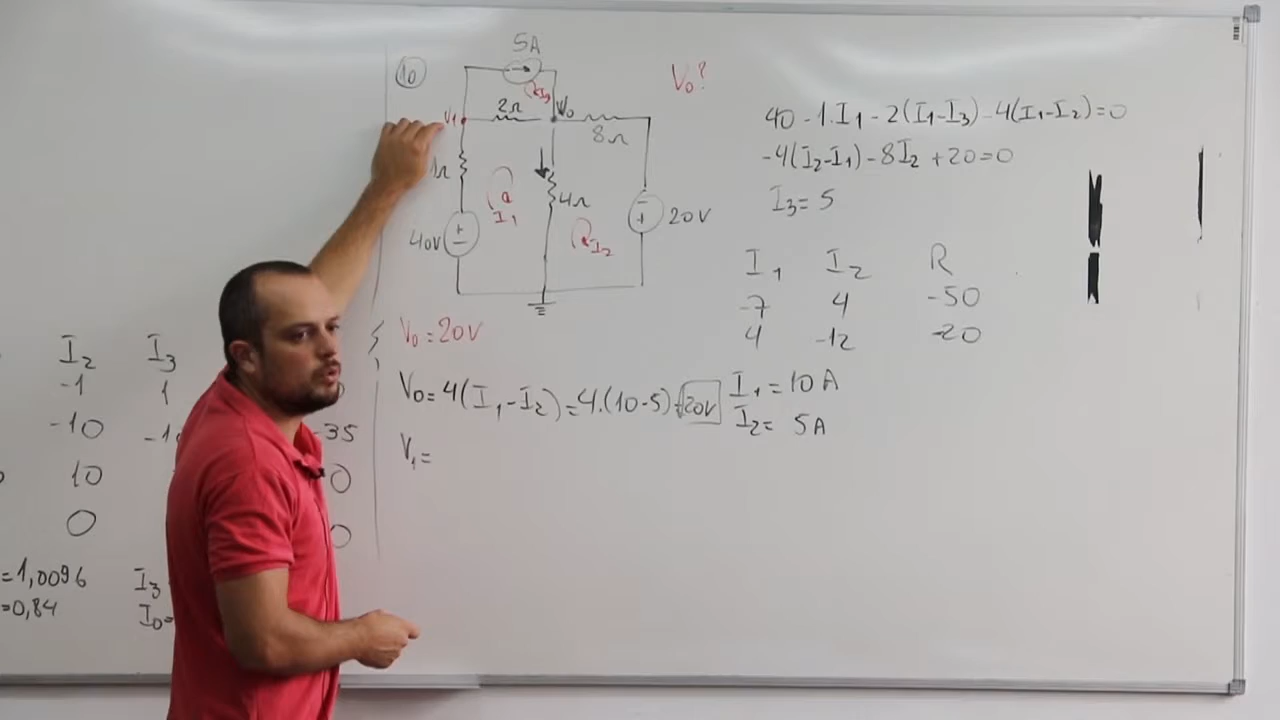 5A
10
I3
V0?
2Ω
V0
V1
8Ω
1Ω
4Ω
I1
I2
40V
20V
40 - 1.I1 - 2(I1-I3) - 4(I1-I2)=0
-4(I2-I1)-8I2 +20=0
I3= 5
I1 I2 R
-7 4 -50
4 -12 -20
V0=20V
V0= 4(I1-I2)=4.(10-5)=20V
I1= 10 A
I2= 5A
V1=
I2 I3
-1 1
-10 -35
10 0
0 0
=1,0096 I3
=0,84 I0=